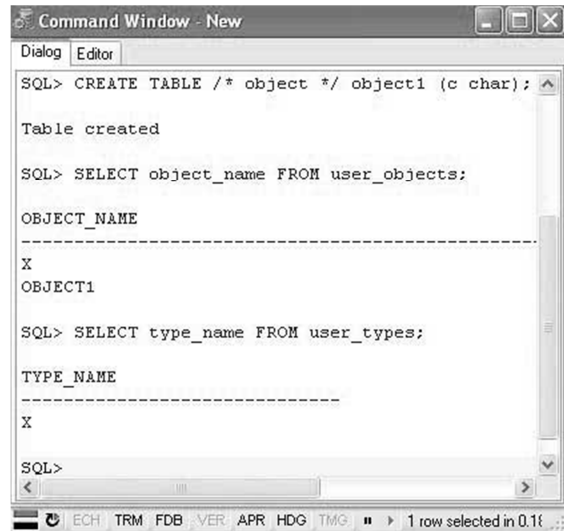 Command Window - New
Dialog Editor
SQL> CREATE TABLE /* object */ object1 (c char);
Table created
SQL> SELECT object_name FROM user_objects;
OBJECT_NAME
--------------------------------------------------
X
OBJECT1
SQL> SELECT type_name FROM user_types;
TYPE_NAME
------------------------------
X
SQL>
ECH TRM FDB VER APR HDG TMG 1 row selected in 0.18